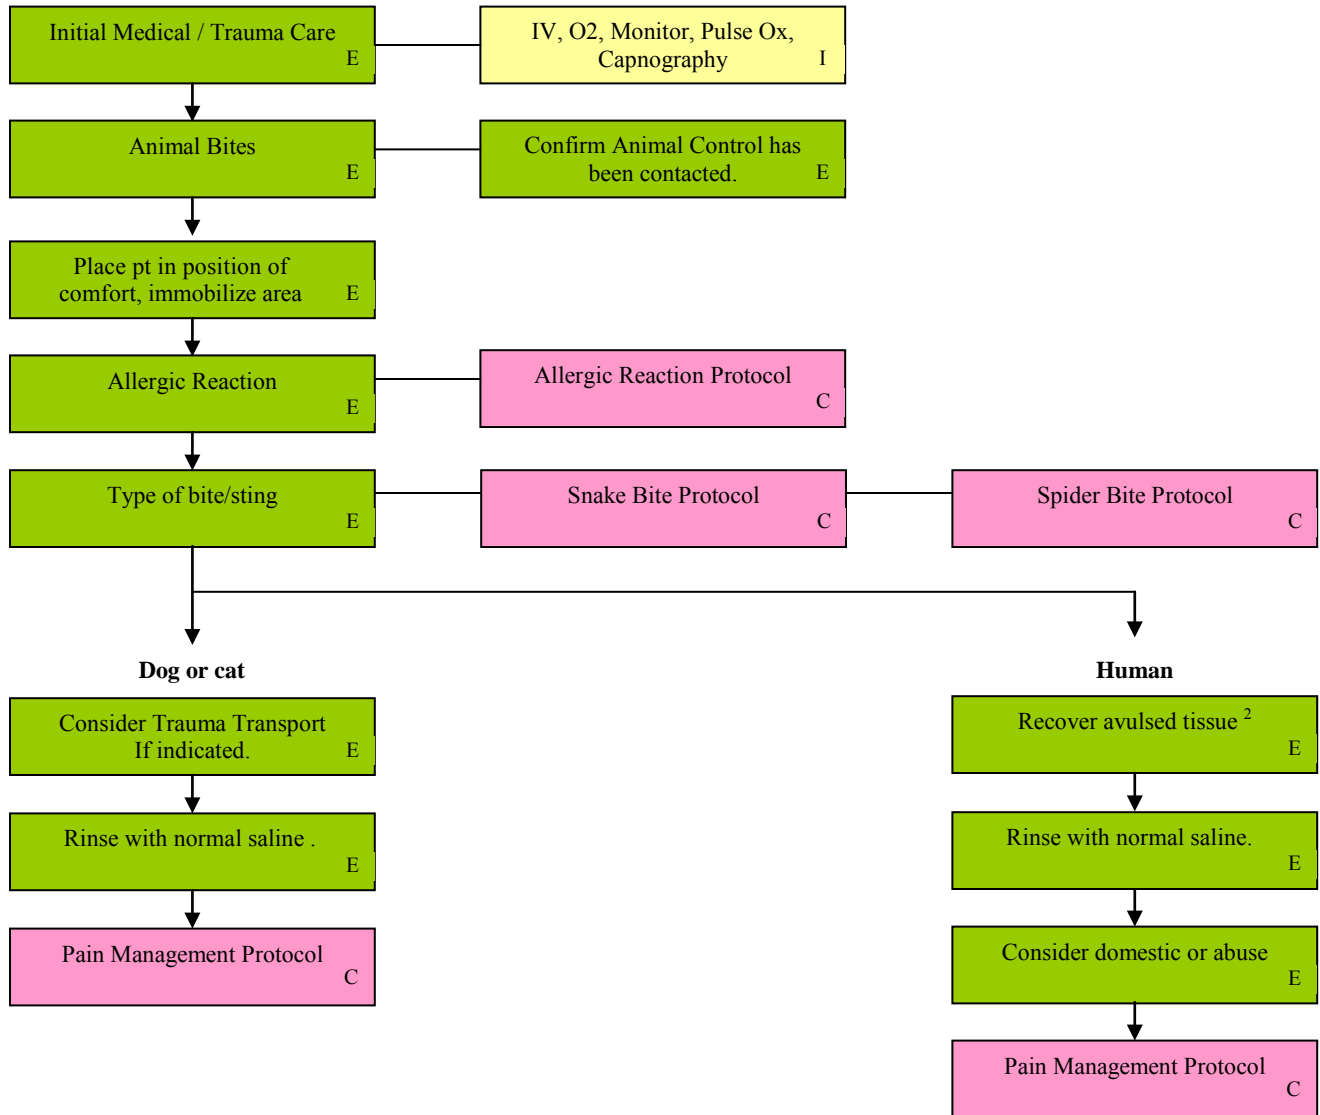 Initial Medical / Trauma Care
E
IV, O2, Monitor, Pulse Ox,
Capnography I
Animal Bites
E
Confirm Animal Control has
been contacted. E
Place pt in position of
comfort, immobilize area E
Allergic Reaction
E
Allergic Reaction Protocol
C
Type of bite/sting
E
Snake Bite Protocol
C
Spider Bite Protocol
C
Dog or cat
Consider Trauma Transport
If indicated. E
Rinse with normal saline .
E
Pain Management Protocol
C
Human
Recover avulsed tissue 2
E
Rinse with normal saline.
E
Consider domestic or abuse
E
Pain Management Protocol
C